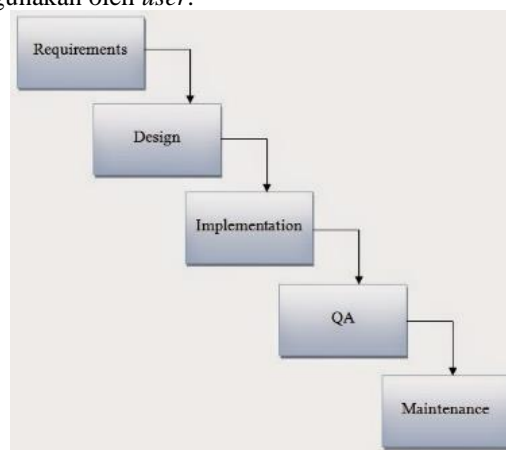 gunakan oleh user.
Requirements
Design
Implementation
QA
Maintenance